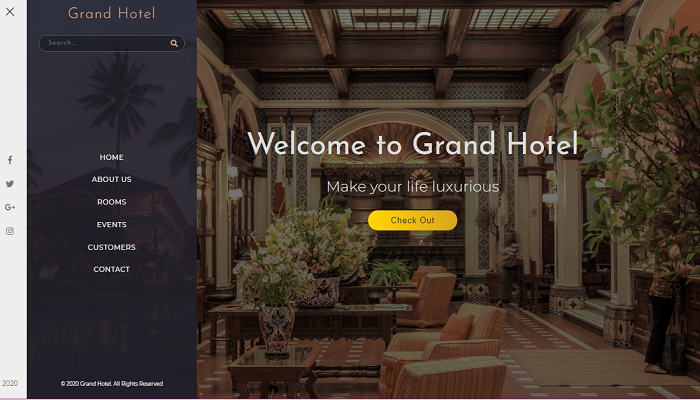 Grand Hotel
Search...
HOME
ABOUT US
ROOMS
EVENTS
CUSTOMERS
CONTACT
2020
© 2020 Grand Hotel. All Rights Reserved
Welcome to Grand Hotel
Make your life luxurious
Check Out